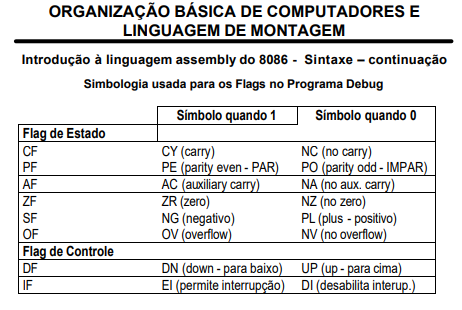 ORGANIZAÇÃO BÁSICA DE COMPUTADORES E
LINGUAGEM DE MONTAGEM
Introdução à linguagem assembly do 8086 - Sintaxe – continuação
Simbologia usada para os Flags no Programa Debug
Símbolo quando 1 Símbolo quando 0
Flag de Estado
CF CY (carry) NC (no carry)
PF PE (parity even - PAR) PO (parity odd - IMPAR)
AF AC (auxiliary carry) NA (no aux. carry)
ZF ZR (zero) NZ (no zero)
SF NG (negativo) PL (plus - positivo)
OF OV (overflow) NV (no overflow)
Flag de Controle
DF DN (down - para baixo) UP (up - para cima)
IF EI (permite interrupção) DI (desabilita interup.)